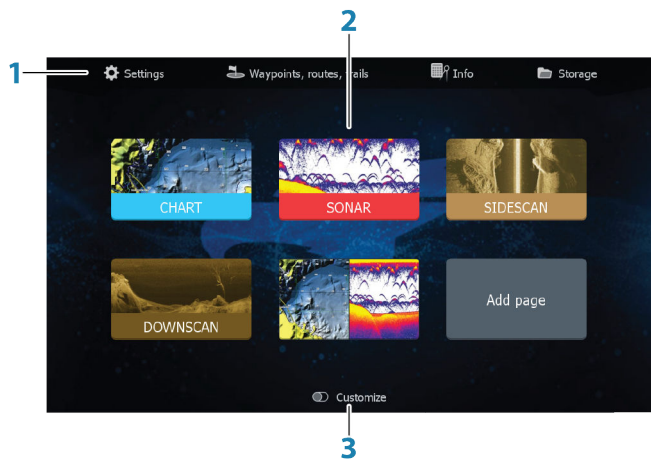 2
1
Settings
Waypoints, routes, trails
Info
Storage
CHART
SONAR
SIDESCAN
DOWNSCAN
Add page
Customize
3